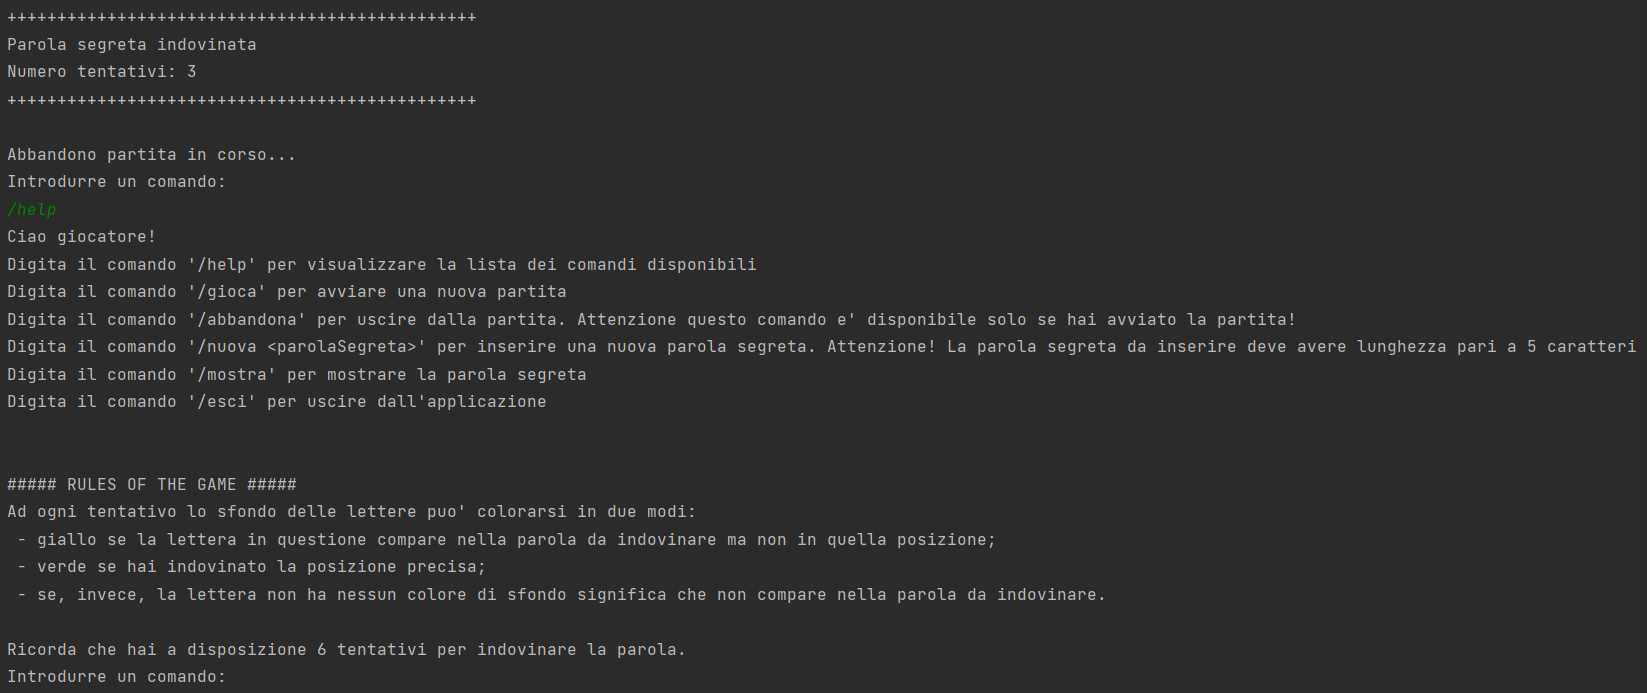 +++++++++++++++++++++++++++++++++++++++++++++++
Parola segreta indovinata
Numero tentativi: 3
+++++++++++++++++++++++++++++++++++++++++++++++
Abbandono partita in corso...
Introdurre un comando:
/help
Ciao giocatore!
Digita il comando '/help' per visualizzare la lista dei comandi disponibili
Digita il comando '/gioca' per avviare una nuova partita
Digita il comando '/abbandona' per uscire dalla partita. Attenzione questo comando e' disponibile solo se hai avviato la partita!
Digita il comando '/nuova <parolaSegreta>' per inserire una nuova parola segreta. Attenzione! La parola segreta da inserire deve avere lunghezza pari a 5 caratteri
Digita il comando '/mostra' per mostrare la parola segreta
Digita il comando '/esci' per uscire dall'applicazione
##### RULES OF THE GAME #####
Ad ogni tentativo lo sfondo delle lettere puo' colorarsi in due modi:
- giallo se la lettera in questione compare nella parola da indovinare ma non in quella posizione;
- verde se hai indovinato la posizione precisa;
- se, invece, la lettera non ha nessun colore di sfondo significa che non compare nella parola da indovinare.
Ricorda che hai a disposizione 6 tentativi per indovinare la parola.
Introdurre un comando: